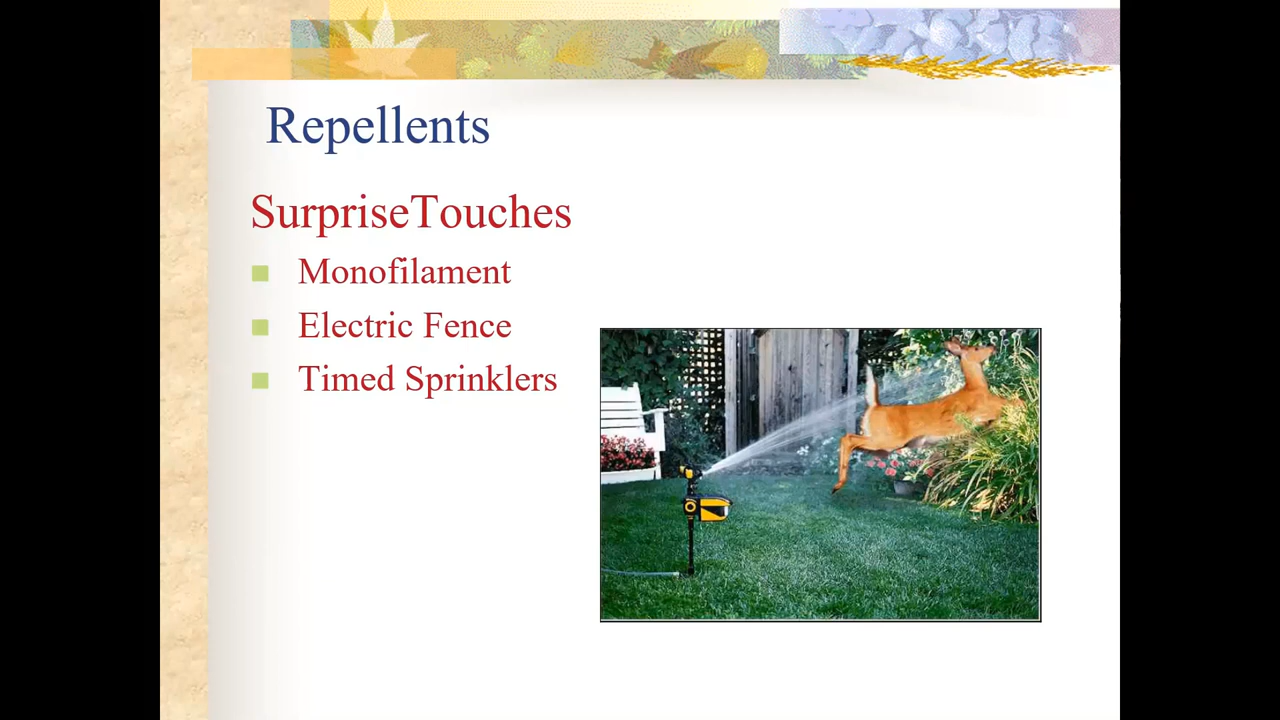 Repellents
SurpriseTouches
Monofilament
Electric Fence
Timed Sprinklers